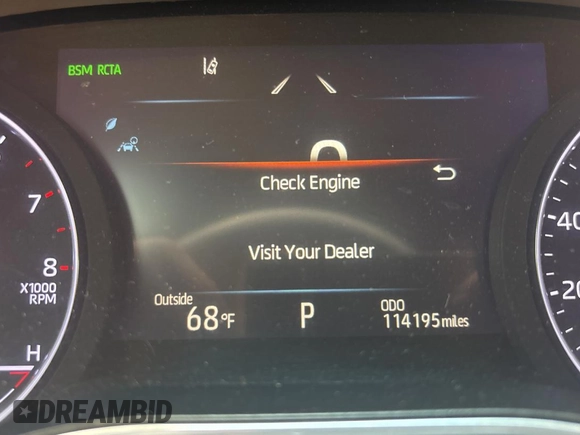 BSM RCTA
0
Check Engine
Visit Your Dealer
7
8
X1000
RPM
H
40
20
Outside
68°F
P
ODO
114195 miles
DREAMBID